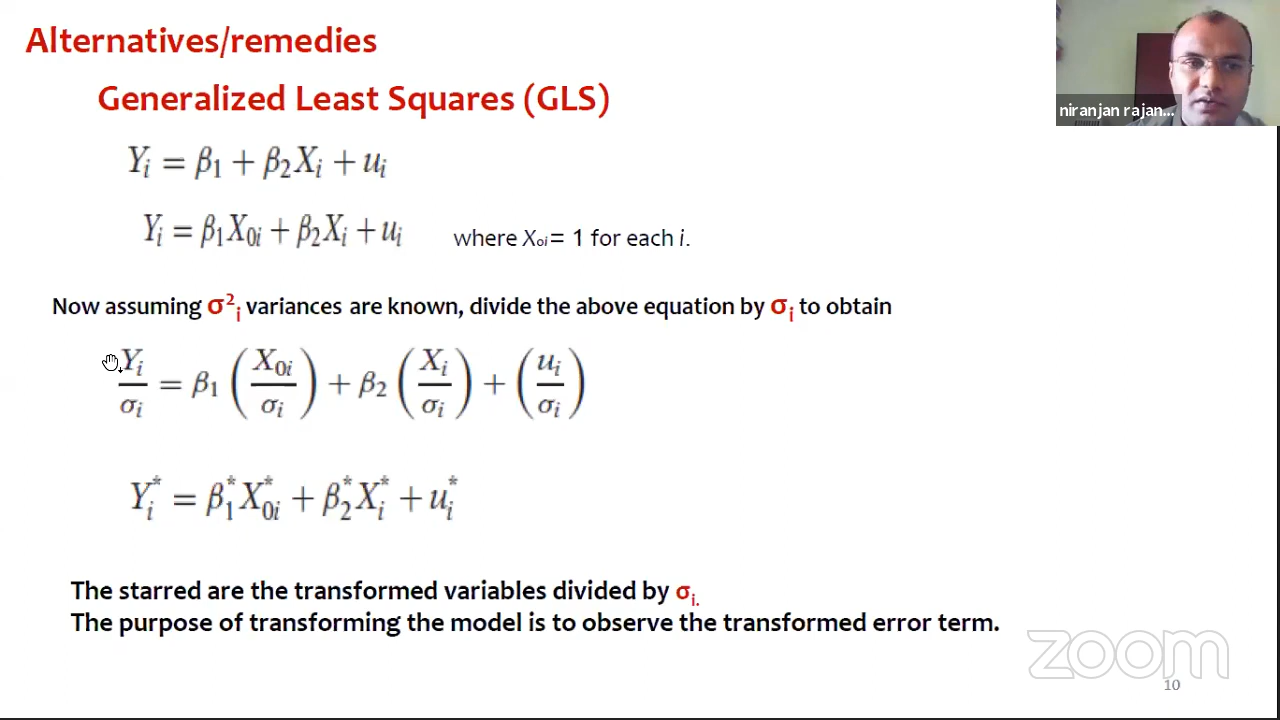 Alternatives/remedies
Generalized Least Squares (GLS)
niranjan rajan...
Yᵢ = β₁ + β₂Xᵢ + uᵢ
Yᵢ = β₁X₀ᵢ + β₂Xᵢ + uᵢ where X₀ᵢ = 1 for each i.
Now assuming σ²ᵢ variances are known, divide the above equation by σᵢ to obtain
Yᵢ/σᵢ = β₁ (X₀ᵢ/σᵢ) + β₂ (Xᵢ/σᵢ) + (uᵢ/σᵢ)
Yᵢ* = β₁*X₀ᵢ* + β₂*Xᵢ* + uᵢ*
The starred are the transformed variables divided by σᵢ.
The purpose of transforming the model is to observe the transformed error term.
zoom
10